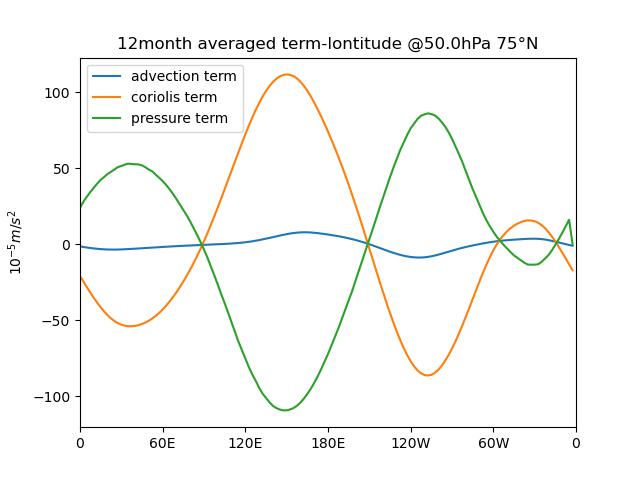 12month averaged term-lontitude @50.0hPa 75°N
advection term
coriolis term
pressure term
100
50
0
−50
−100
10⁻⁵m/s²
0 60E 120E 180E 120W 60W 0